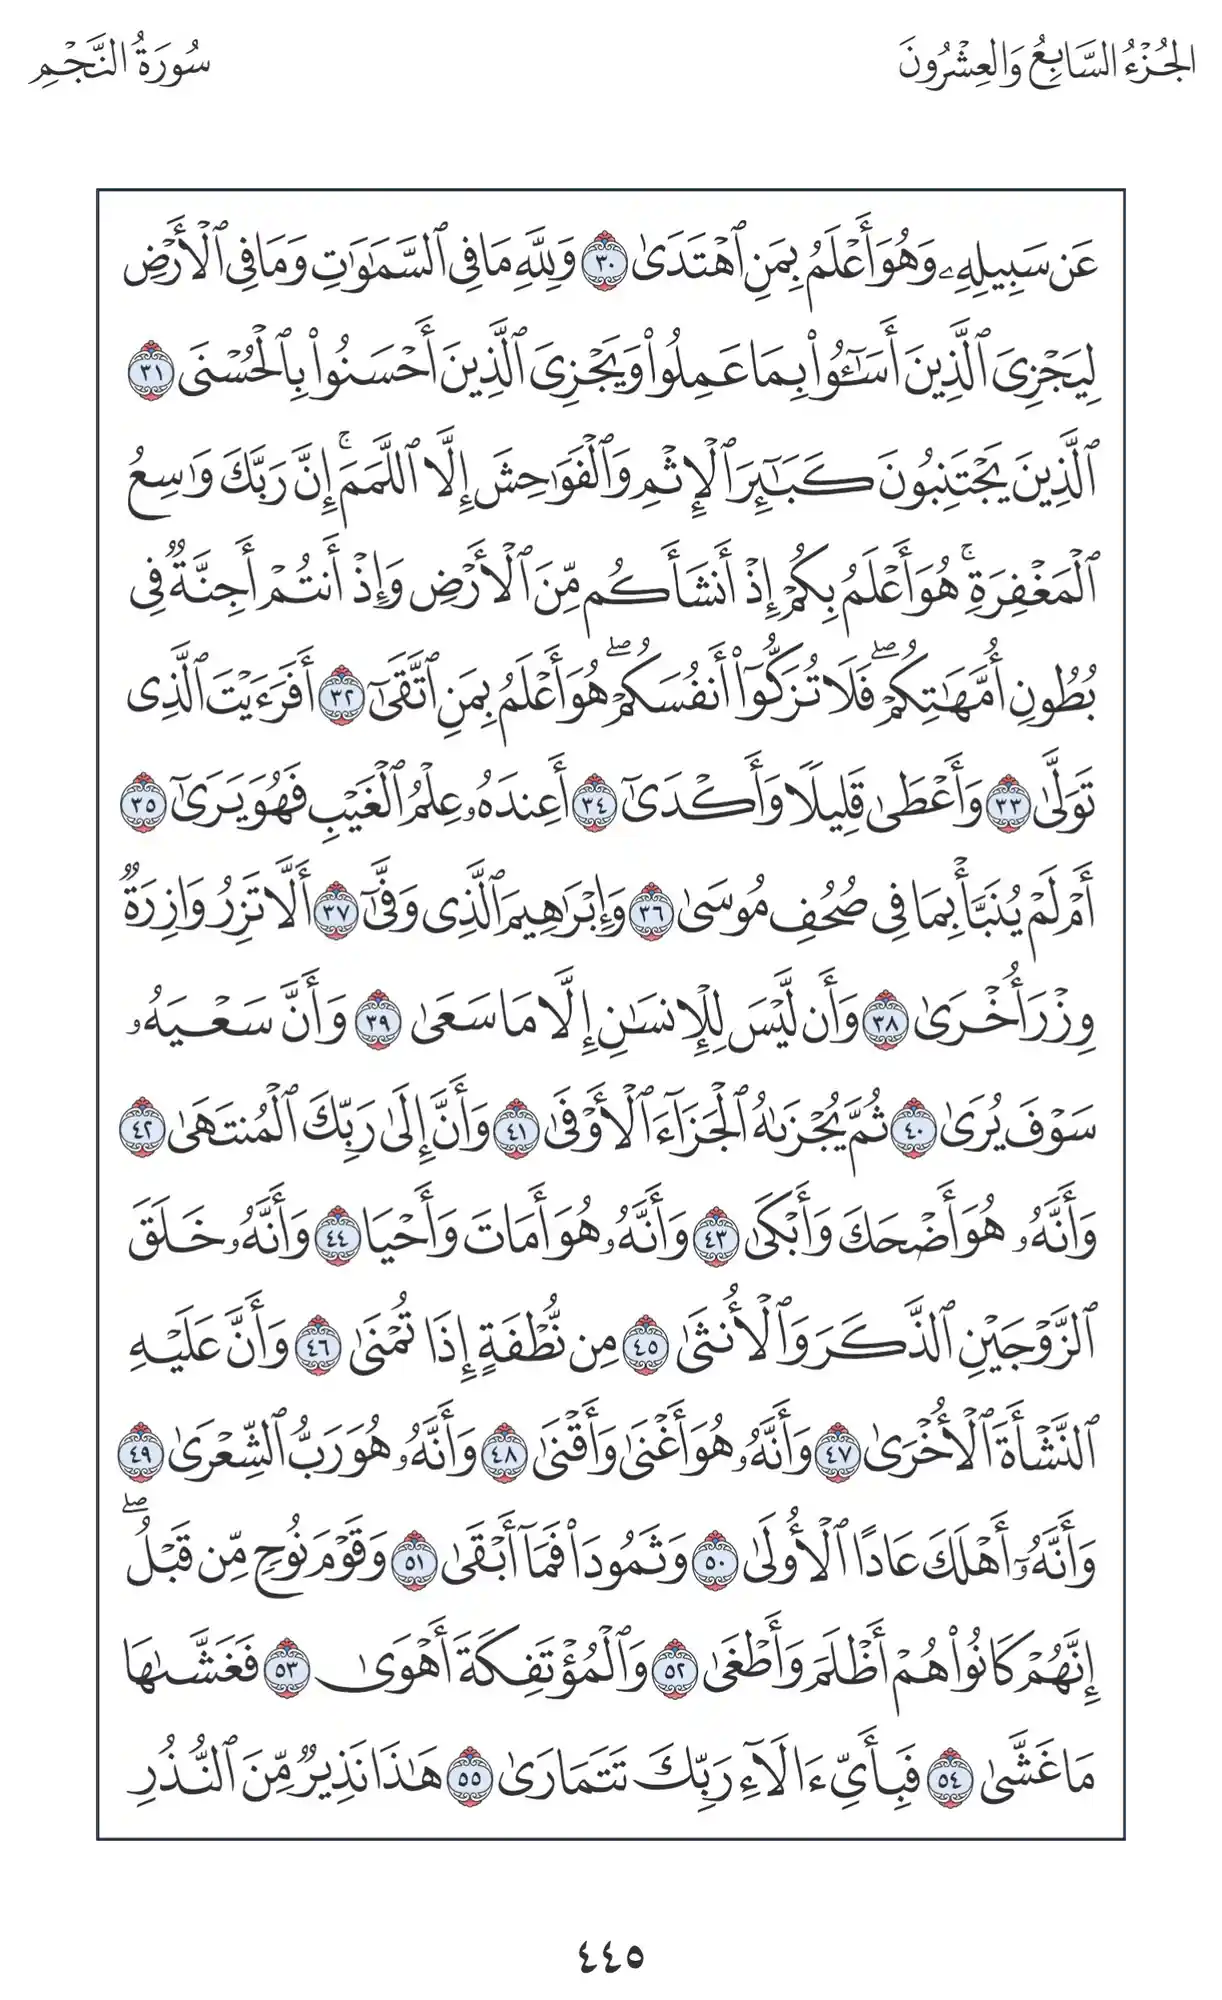 الجُزْءُ السَّابِعُ وَالعِشْرُونَ
سُورَةُ النَّجْمِ
عَن سَبِيلِهِۦ وَهُوَ أَعْلَمُ بِمَنِ ٱهْتَدَىٰ ٣٠ وَلِلَّهِ مَا فِى ٱلسَّمَٰوَٰتِ وَمَا فِى ٱلْأَرْضِ
لِيَجْزِىَ ٱلَّذِينَ أَسَٰٓـُٔوا۟ بِمَا عَمِلُوا۟ وَيَجْزِىَ ٱلَّذِينَ أَحْسَنُوا۟ بِٱلْحُسْنَى ٣١
ٱلَّذِينَ يَجْتَنِبُونَ كَبَٰٓئِرَ ٱلْإِثْمِ وَٱلْفَوَٰحِشَ إِلَّا ٱللَّمَمَ ۚ إِنَّ رَبَّكَ وَٰسِعُ
ٱلْمَغْفِرَةِ ۚ هُوَ أَعْلَمُ بِكُمْ إِذْ أَنشَأَكُم مِّنَ ٱلْأَرْضِ وَإِذْ أَنتُمْ أَجِنَّةٌ فِى
بُطُونِ أُمَّهَٰتِكُمْ ۖ فَلَا تُزَكُّوٓا۟ أَنفُسَكُمْ ۖ هُوَ أَعْلَمُ بِمَنِ ٱتَّقَىٰٓ ٣٢ أَفَرَءَيْتَ ٱلَّذِى
تَوَلَّىٰ ٣٣ وَأَعْطَىٰ قَلِيلًا وَأَكْدَىٰٓ ٣٤ أَعِندَهُۥ عِلْمُ ٱلْغَيْبِ فَهُوَ يَرَىٰٓ ٣٥
أَمْ لَمْ يُنَبَّأْ بِمَا فِى صُحُفِ مُوسَىٰ ٣٦ وَإِبْرَٰهِيمَ ٱلَّذِى وَفَّىٰٓ ٣٧ أَلَّا تَزِرُ وَازِرَةٌ
وِزْرَ أُخْرَىٰ ٣٨ وَأَن لَّيْسَ لِلْإِنسَٰنِ إِلَّا مَا سَعَىٰ ٣٩ وَأَنَّ سَعْيَهُۥ
سَوْفَ يُرَىٰ ٤٠ ثُمَّ يُجْزَىٰهُ ٱلْجَزَآءَ ٱلْأَوْفَىٰ ٤١ وَأَنَّ إِلَىٰ رَبِّكَ ٱلْمُنتَهَىٰ ٤٢
وَأَنَّهُۥ هُوَ أَضْحَكَ وَأَبْكَىٰ ٤٣ وَأَنَّهُۥ هُوَ أَمَاتَ وَأَحْيَا ٤٤ وَأَنَّهُۥ خَلَقَ
ٱلزَّوْجَيْنِ ٱلذَّكَرَ وَٱلْأُنثَىٰ ٤٥ مِن نُّطْفَةٍ إِذَا تُمْنَىٰ ٤٦ وَأَنَّ عَلَيْهِ
ٱلنَّشْأَةَ ٱلْأُخْرَىٰ ٤٧ وَأَنَّهُۥ هُوَ أَغْنَىٰ وَأَقْنَىٰ ٤٨ وَأَنَّهُۥ هُوَ رَبُّ ٱلشِّعْرَىٰ ٤٩
وَأَنَّهُۥٓ أَهْلَكَ عَادًا ٱلْأُولَىٰ ٥٠ وَثَمُودَا۟ فَمَآ أَبْقَىٰ ٥١ وَقَوْمَ نُوحٍ مِّن قَبْلُ ۖ
إِنَّهُمْ كَانُوا۟ هُمْ أَظْلَمَ وَأَطْغَىٰ ٥٢ وَٱلْمُؤْتَفِكَةَ أَهْوَىٰ ٥٣ فَغَشَّىٰهَا
مَا غَشَّىٰ ٥٤ فَبِأَىِّ ءَالَآءِ رَبِّكَ تَتَمَارَىٰ ٥٥ هَٰذَا نَذِيرٌ مِّنَ ٱلنُّذُرِ
٤٤٥